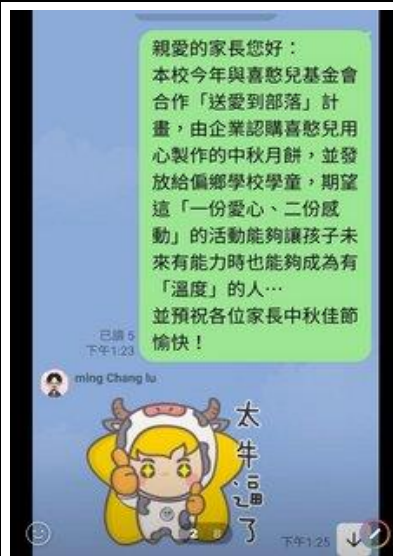 親愛的家長您好：
本校今年與喜憨兒基金會
合作「送愛到部落」計
畫，由企業認購喜憨兒用
心製作的中秋月餅，並發
放給偏鄉學校學童，期望
這「一份愛心、二份感
動」的活動能夠讓孩子未
來有能力時也能夠成為有
「溫度」的人…
並預祝各位家長中秋佳節
愉快！
已讀 5
下午1:23
ming Chang lu
太牛逼了
下午1:25